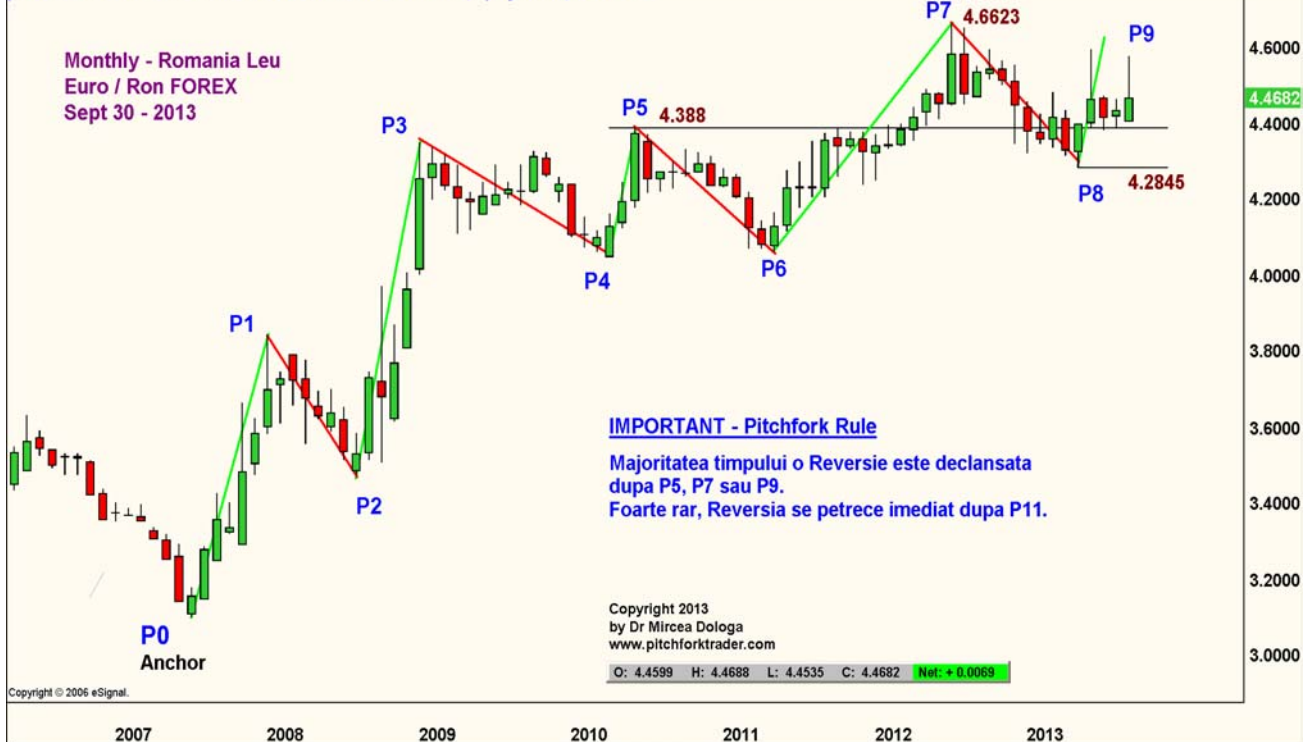 Monthly - Romania Leu
Euro / Ron FOREX
Sept 30 - 2013
P7
4.6623
P9
4.6000
4.4682
P5
4.388
P3
4.4000
P1
4.2000
P8
4.2845
P4
P6
4.0000
3.8000
P2
IMPORTANT - Pitchfork Rule
Majoritatea timpului o Reversie este declansata
dupa P5, P7 sau P9.
Foarte rar, Reversia se petrece imediat dupa P11.
3.6000
3.4000
3.2000
P0
Anchor
Copyright 2013
by Dr Mircea Dologa
www.pitchforktrader.com
3.0000
O: 4.4599 H: 4.4688 L: 4.4535 C: 4.4682 Net: + 0.0069
Copyright © 2006 eSignal.
2007 2008 2009 2010 2011 2012 2013